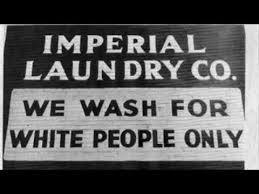 IMPERIAL
LAUNDRY CO.
WE WASH FOR
WHITE PEOPLE ONLY